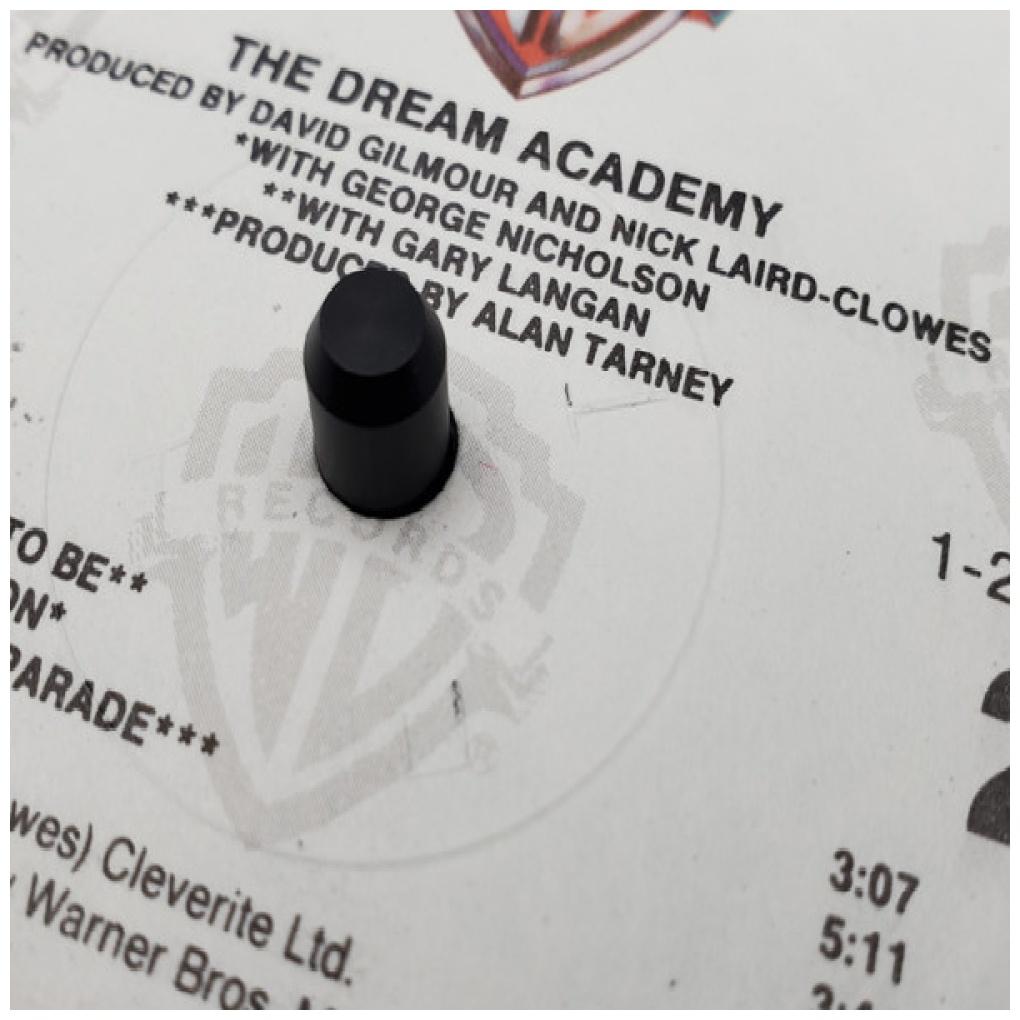 THE DREAM ACADEMY
PRODUCED BY DAVID GILMOUR AND NICK LAIRD-CLOWES
*WITH GEORGE NICHOLSON
**WITH GARY LANGAN
***PRODUCED BY ALAN TARNEY
RECORDS
1-2
TO BE**
ON*
PARADE***
wes) Cleverite Ltd.
Warner Bros.
3:07
5:11